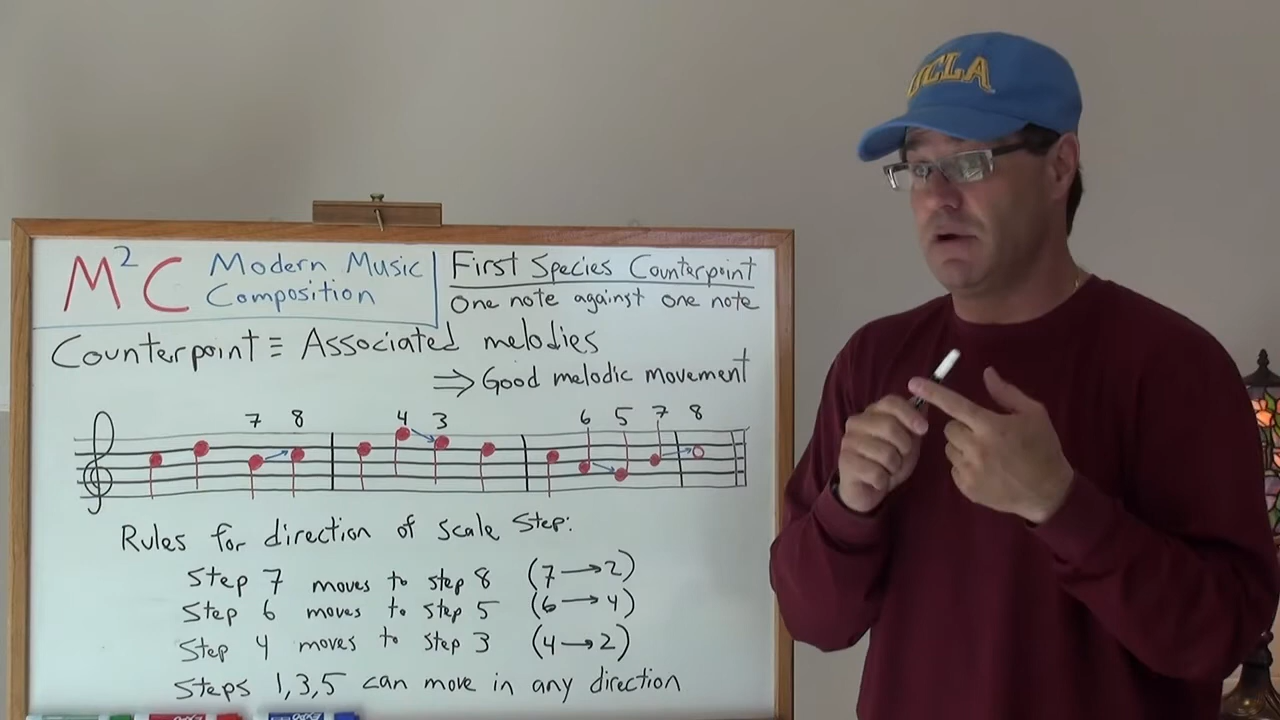 UCLA
M²C Modern Music Composition
First Species Counterpoint
One note against one note
Counterpoint ≡ Associated melodies
⇒ Good melodic movement
7 8 4 3 6 5 7 8
Rules for direction of scale step:
Step 7 moves to step 8 (7→2)
Step 6 moves to step 5 (6→4)
Step 4 moves to step 3 (4→2)
Steps 1,3,5 can move in any direction